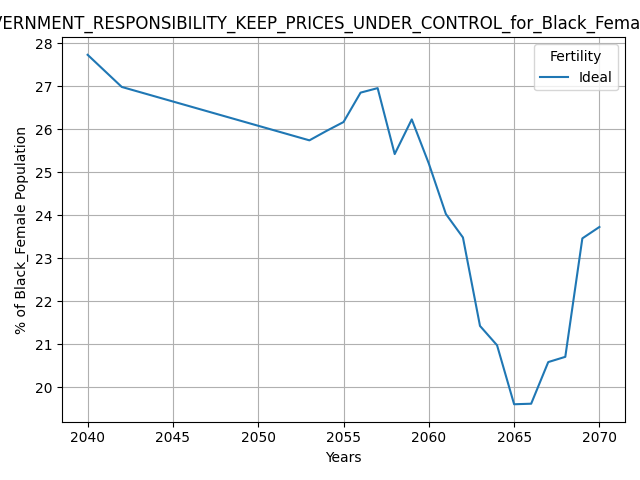 VERNMENT_RESPONSIBILITY_KEEP_PRICES_UNDER_CONTROL_for_Black_Fema
Fertility
Ideal
% of Black_Female Population
28
27
26
25
24
23
22
21
20
2040 2045 2050 2055 2060 2065 2070
Years